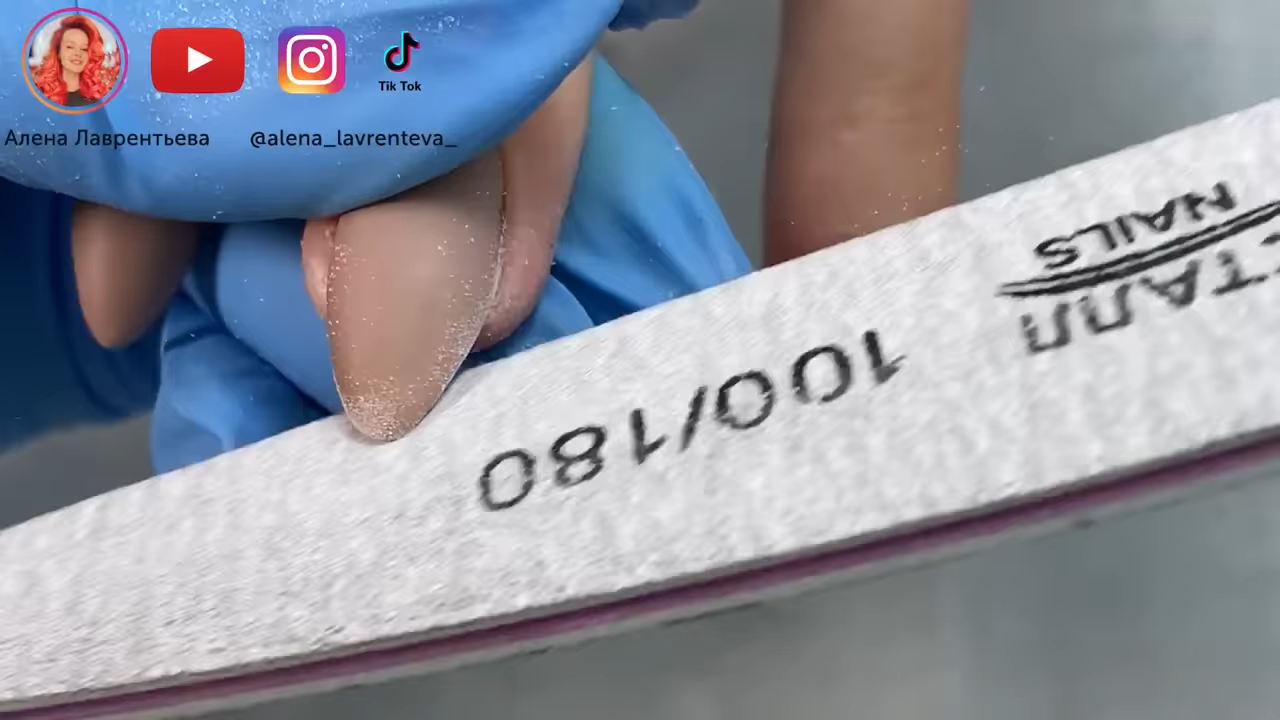 Tik Tok
Алена Лаврентьева
@alena_lavrenteva_
NAILS
100/180